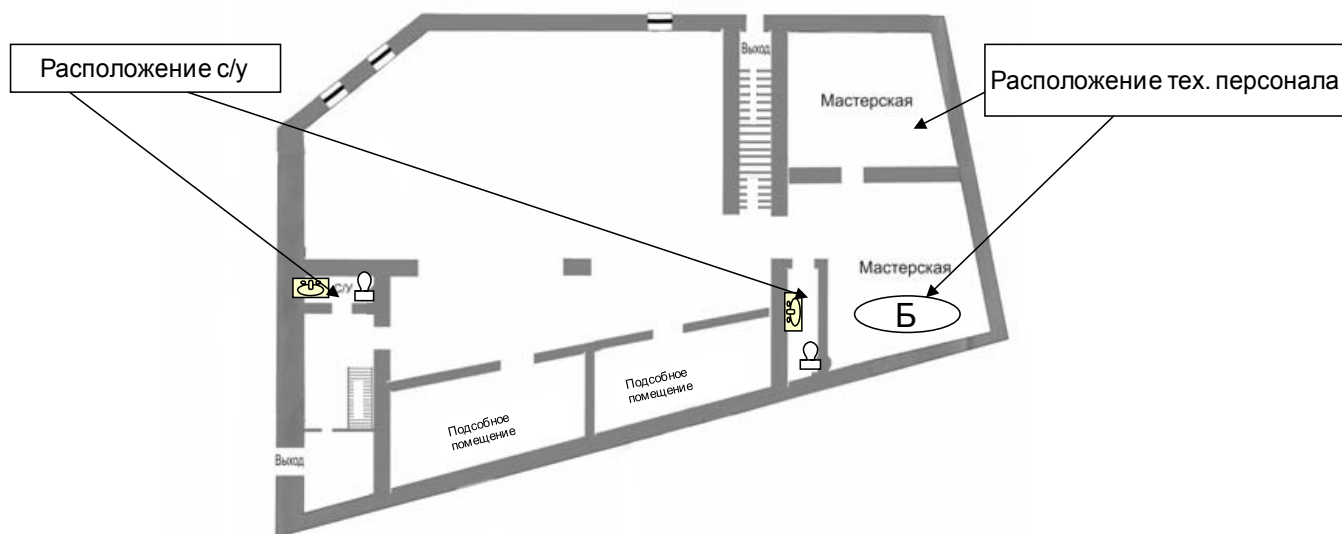 Расположение с/у
Выход
Мастерская
Расположение тех. персонала
Мастерская
С/У
Б
Подсобное
помещение
Подсобное
помещение
Выход